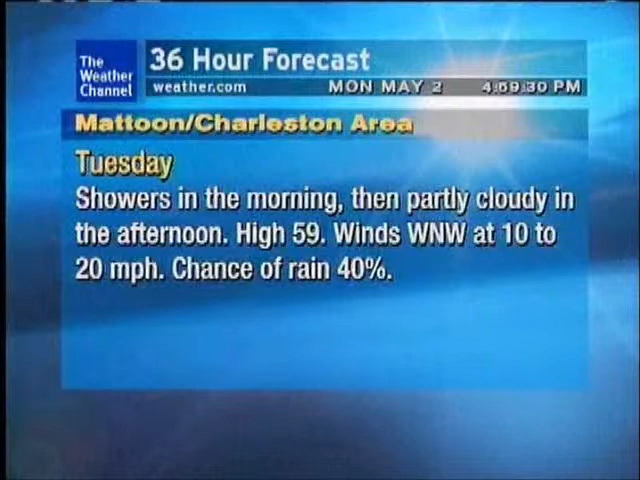 The
Weather
Channel
36 Hour Forecast
weather.com MON MAY 2 4:59:30 PM
Mattoon/Charleston Area
Tuesday
Showers in the morning, then partly cloudy in
the afternoon. High 59. Winds WNW at 10 to
20 mph. Chance of rain 40%.